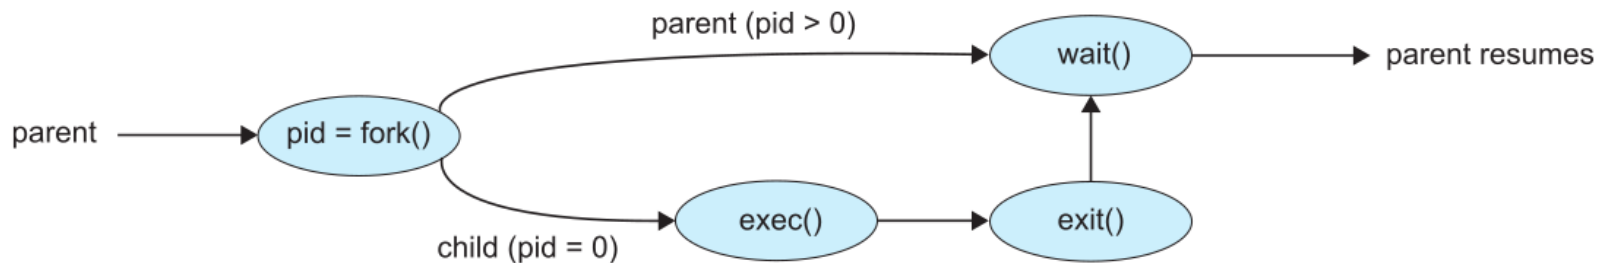 parent (pid > 0)
wait()
parent resumes
parent
pid = fork()
exec()
exit()
child (pid = 0)